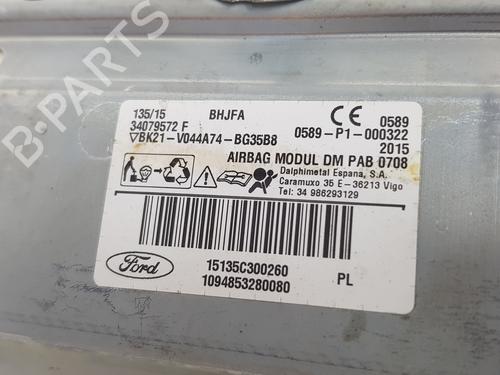 135/15 BHJFA CE 0589
34079572 F 0589-P1-000322
▽BK21-V044A74-BG35B8 2015
AIRBAG MODUL DM PAB 0708
Dalphimetal Espana, S.A.
Caramuxo 35 E-36213 Vigo
Tel: 34 986293129
Ford 15135C300260 PL
1094853280080
B-PARTS